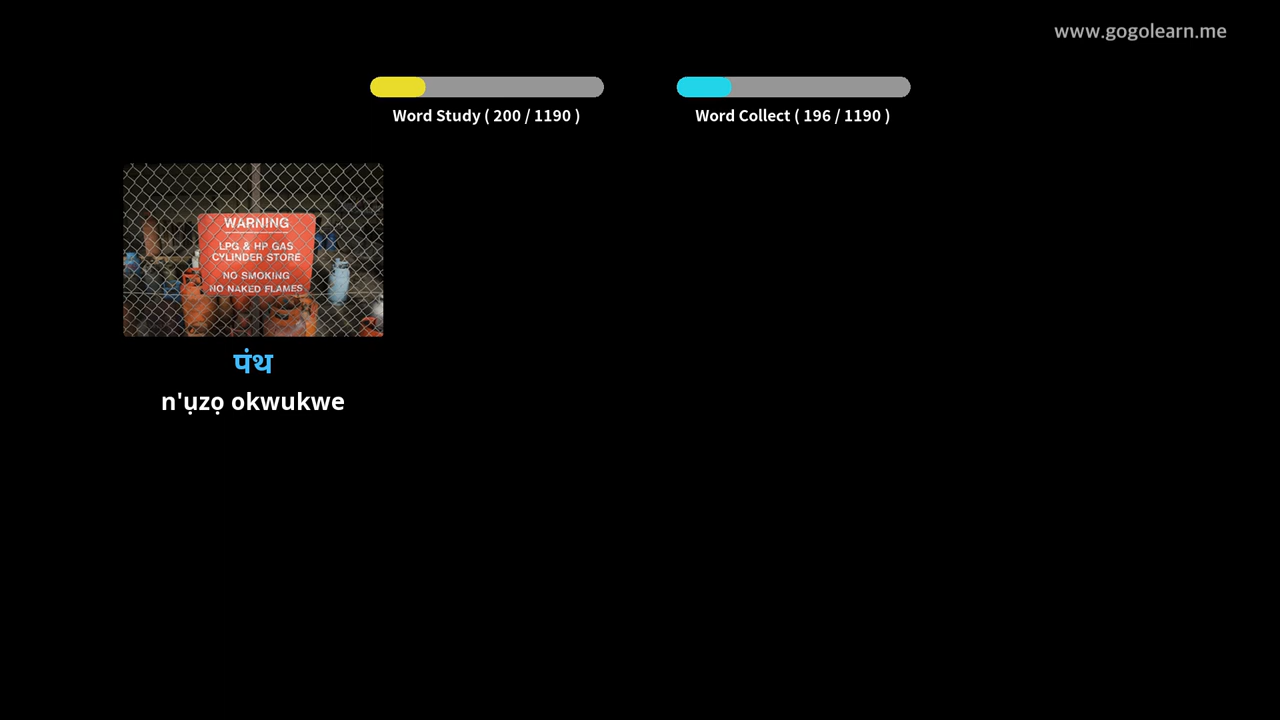 www.gogolearn.me
Word Study ( 200 / 1190 )
Word Collect ( 196 / 1190 )
WARNING
LPG & HP GAS
CYLINDER STORE
NO SMOKING
NO NAKED FLAMES
पंथ
n'ụzọ okwukwe